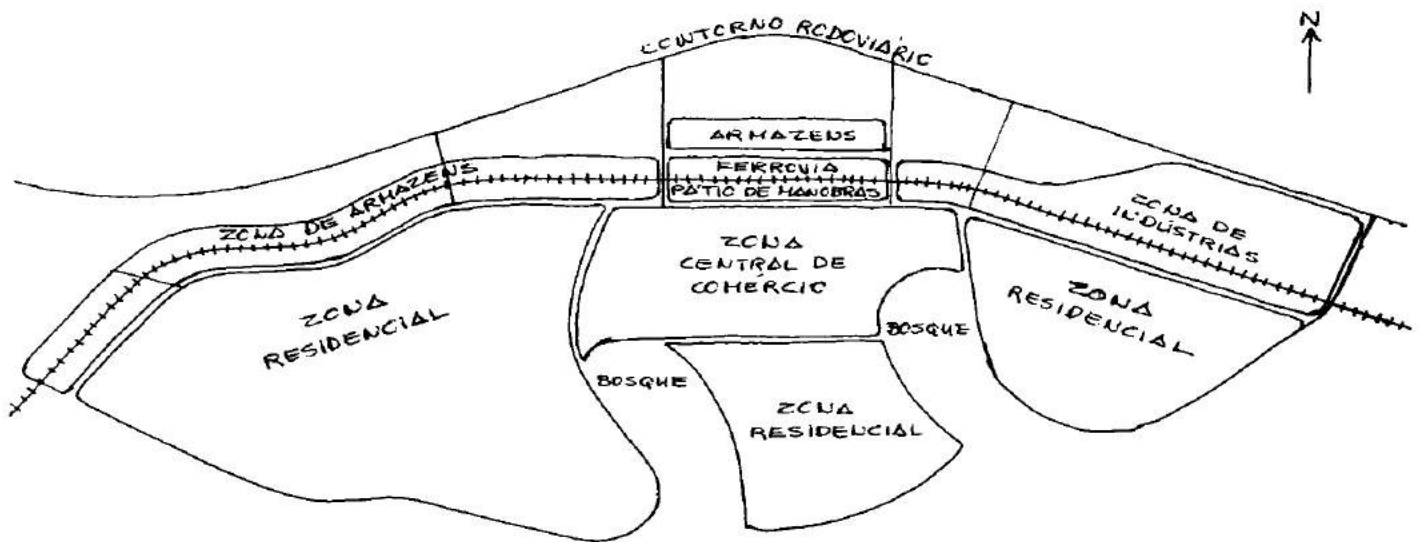 N
CONTORNO RODOVIÁRIO
ARMAZENS
FERROVIA
PÁTIO DE MANOBRAS
ZONA DE ARMAZENS
ZONA DE
INDÚSTRIAS
ZONA
CENTRAL DE
COMÉRCIO
ZONA
RESIDENCIAL
ZONA
RESIDENCIAL
BOSQUE
BOSQUE
ZONA
RESIDENCIAL